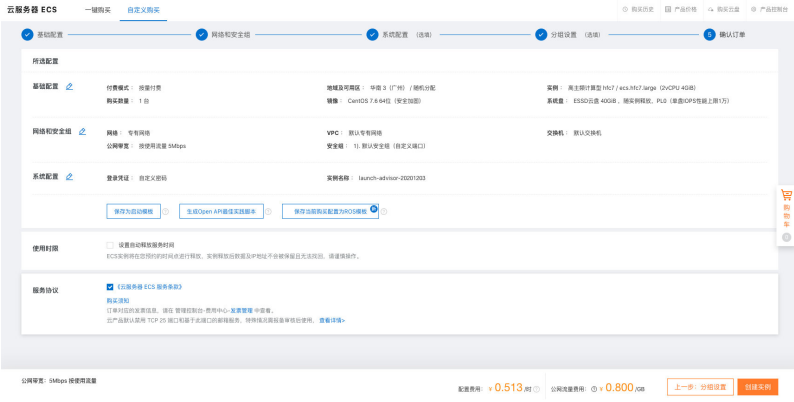 云服务器 ECS 一键购买 自定义购买 购买历史 产品价格 购买云盘 产品控制台
基础配置 网络和安全组 系统配置 (选填) 分组设置 (选填) 5 确认订单
所选配置
基础配置 付费模式: 按量付费 地域及可用区: 华南 3 (广州) / 随机分配 实例: 高主频计算型 hfc7 / ecs.hfc7.large (2vCPU 4GiB)
购买数量: 1 台 镜像: CentOS 7.6 64位 (安全加固) 系统盘: ESSD云盘 40GiB, 随实例释放, PL0 (单盘IOPS性能上限1万)
网络和安全组 网络: 专有网络 VPC: 默认专有网络 交换机: 默认交换机
公网带宽: 按使用流量 5Mbps 安全组: 1). 默认安全组 (自定义端口)
系统配置 登录凭证: 自定义密码 实例名称: launch-advisor-20201203
保存为启动模板 生成Open API最佳实践脚本 保存当前购买配置为ROS模板 新
购物车
使用时限 设置自动释放服务时间
ECS实例将在您预约的时间点进行释放, 实例释放后数据及IP地址不会被保留且无法找回, 请谨慎操作。
服务协议 《云服务器 ECS 服务条款》
购买须知
订单对应的发票信息, 请在 管理控制台-费用中心-发票管理 中查看。
云产品默认禁用 TCP 25 端口和基于此端口的邮箱服务, 特殊情况需报备审核后使用, 查看详情>
公网带宽: 5Mbps 按使用流量
配置费用: ¥ 0.513 /时 公网流量费用: ¥ 0.800 /GB 上一步: 分组设置 创建实例